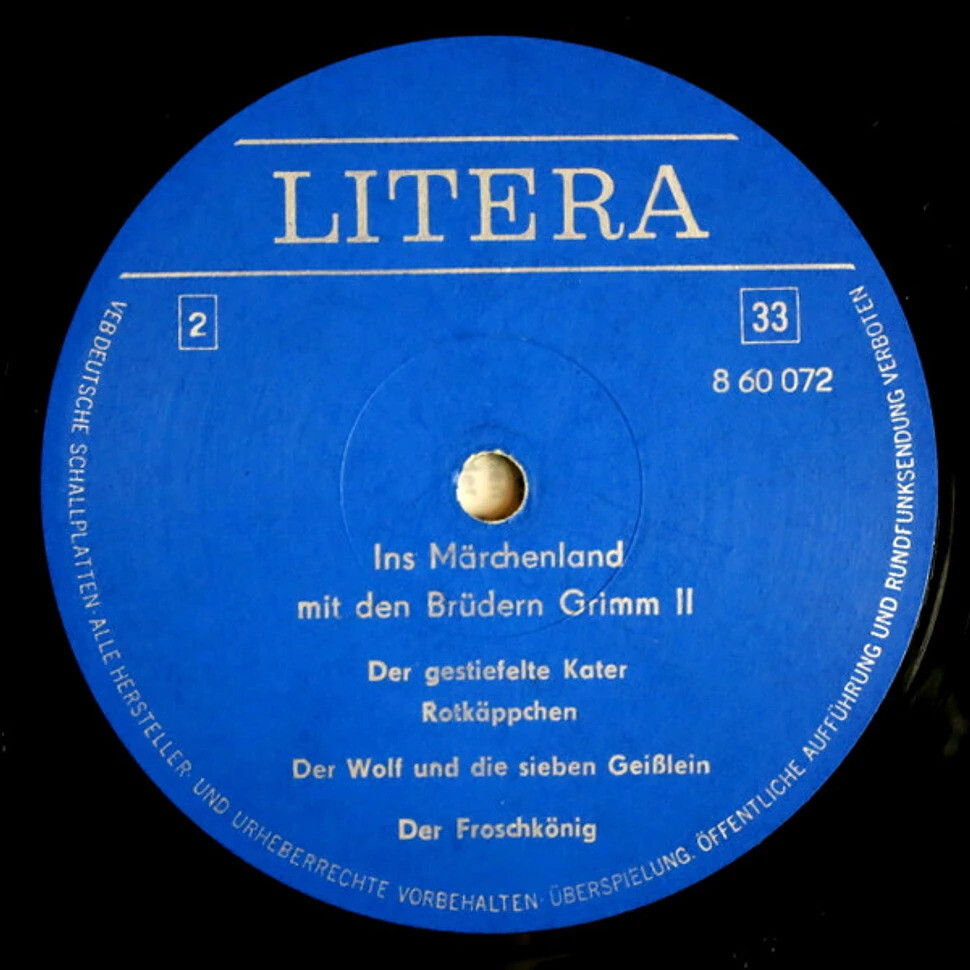 LITERA
2
33
8 60 072
Ins Märchenland
mit den Brüdern Grimm II
Der gestiefelte Kater
Rotkäppchen
Der Wolf und die sieben Geißlein
Der Froschkönig
VEB DEUTSCHE SCHALLPLATTEN · ALLE HERSTELLER- UND URHEBERRECHTE VORBEHALTEN · ÜBERSPIELUNG, ÖFFENTLICHE AUFFÜHRUNG UND RUNDFUNKSENDUNG VERBOTEN